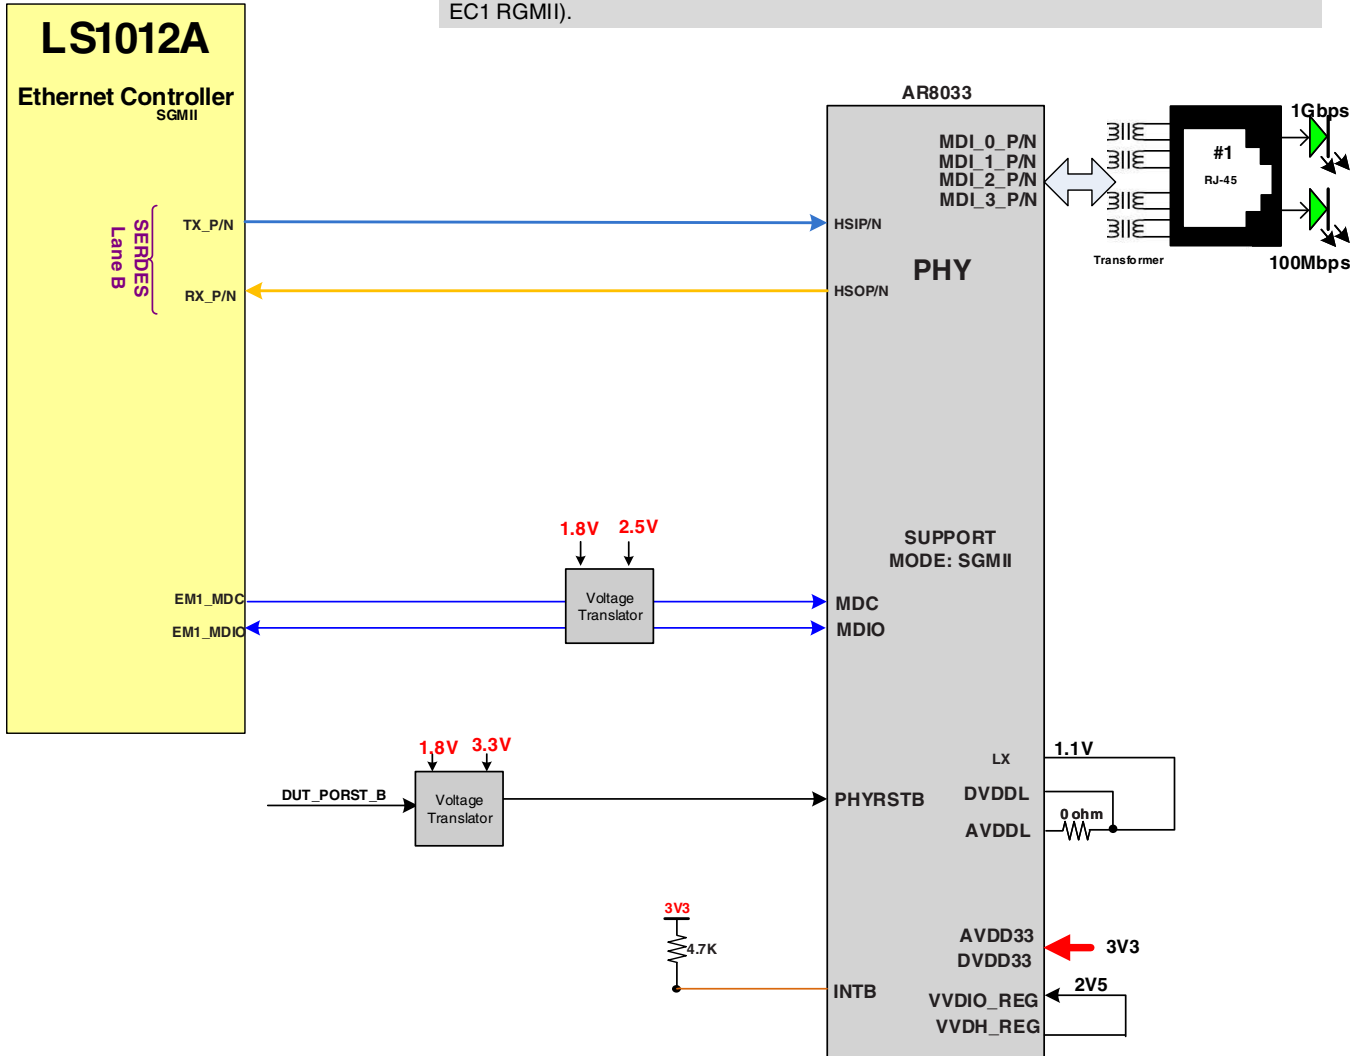 EC1 RGMII).
LS1012A
Ethernet Controller
SGMII
AR8033
1Gbps
MDI_0_P/N
MDI_1_P/N
MDI_2_P/N
MDI_3_P/N
#1
RJ-45
Transformer
100Mbps
SERDES
Lane B
TX_P/N
RX_P/N
HSIP/N
HSOP/N
PHY
SUPPORT
MODE: SGMII
1.8V
2.5V
Voltage
Translator
EM1_MDC
EM1_MDIO
MDC
MDIO
1.8V
3.3V
DUT_PORST_B
Voltage
Translator
PHYRSTB
LX
1.1V
DVDDL
0 ohm
AVDDL
3V3
4.7K
INTB
AVDD33
DVDD33
3V3
2V5
VVDIO_REG
VVDH_REG